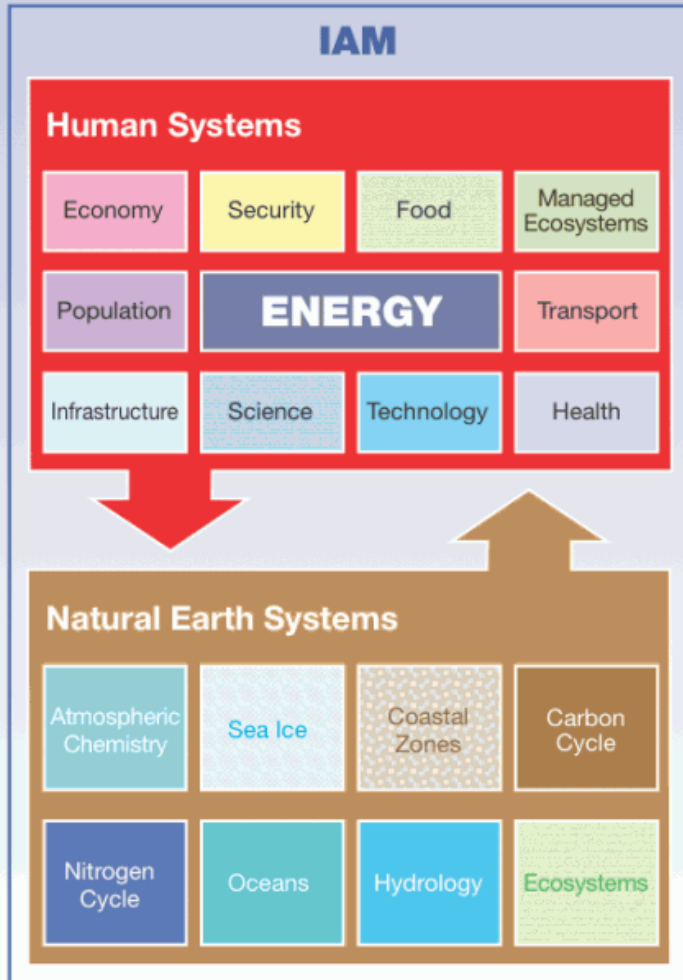 IAM
Human Systems
Economy
Security
Food
Managed
Ecosystems
Population
ENERGY
Transport
Infrastructure
Science
Technology
Health
Natural Earth Systems
Atmospheric
Chemistry
Sea Ice
Coastal
Zones
Carbon
Cycle
Nitrogen
Cycle
Oceans
Hydrology
Ecosystems